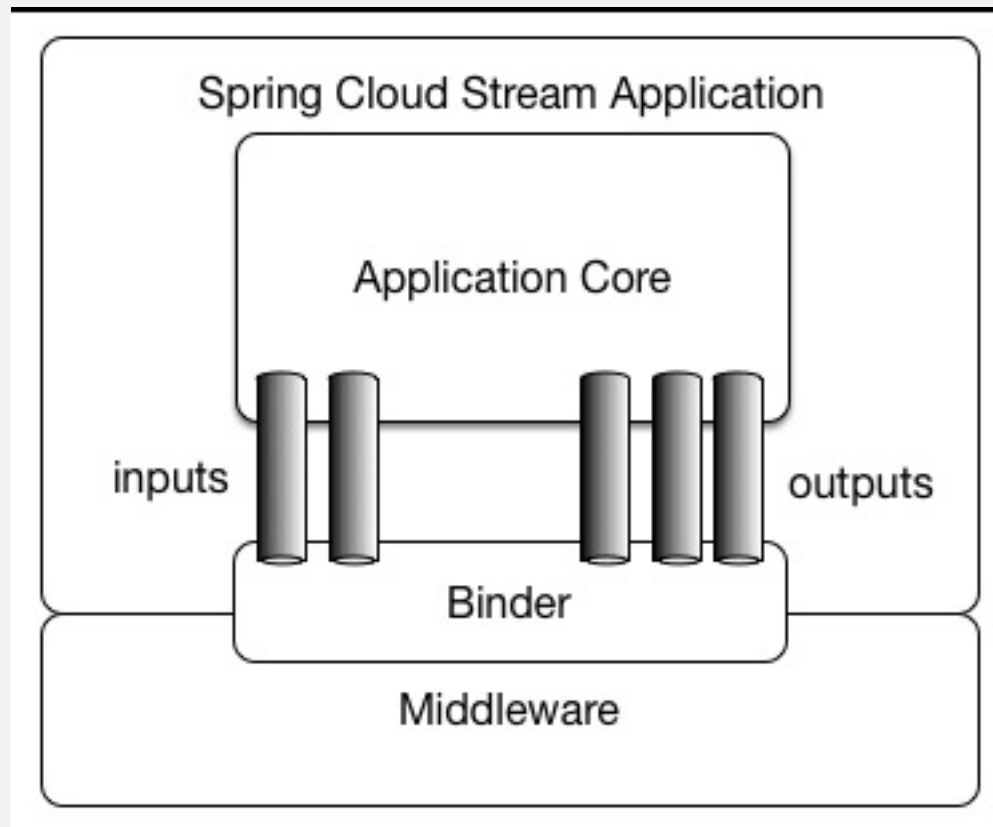 Spring Cloud Stream Application
Application Core
inputs
outputs
Binder
Middleware